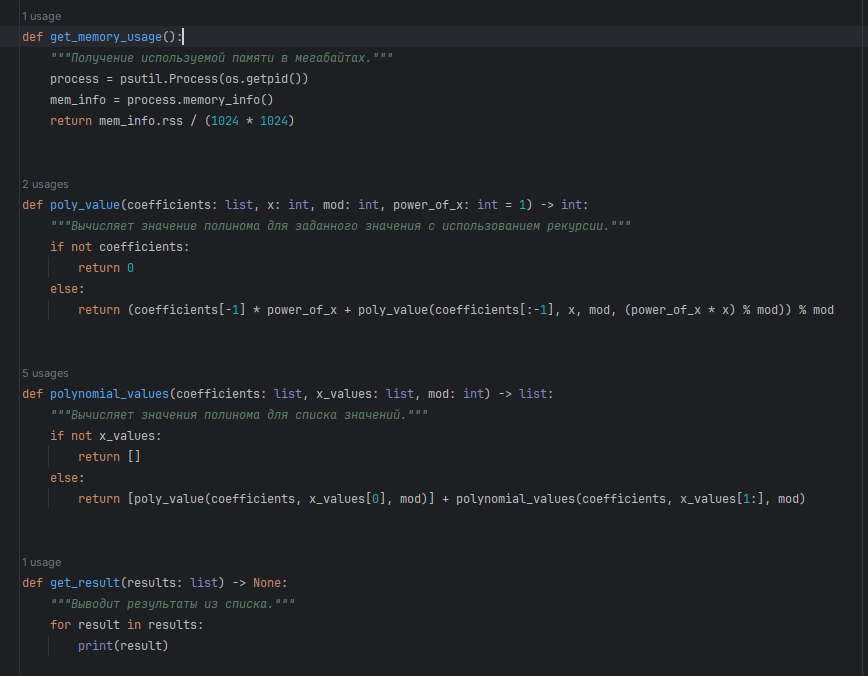 1 usage
def get_memory_usage():
"""Получение используемой памяти в мегабайтах."""
process = psutil.Process(os.getpid())
mem_info = process.memory_info()
return mem_info.rss / (1024 * 1024)
2 usages
def poly_value(coefficients: list, x: int, mod: int, power_of_x: int = 1) -> int:
"""Вычисляет значение полинома для заданного значения с использованием рекурсии."""
if not coefficients:
return 0
else:
return (coefficients[-1] * power_of_x + poly_value(coefficients[:-1], x, mod, (power_of_x * x) % mod)) % mod
5 usages
def polynomial_values(coefficients: list, x_values: list, mod: int) -> list:
"""Вычисляет значения полинома для списка значений."""
if not x_values:
return []
else:
return [poly_value(coefficients, x_values[0], mod)] + polynomial_values(coefficients, x_values[1:], mod)
1 usage
def get_result(results: list) -> None:
"""Выводит результаты из списка."""
for result in results:
print(result)